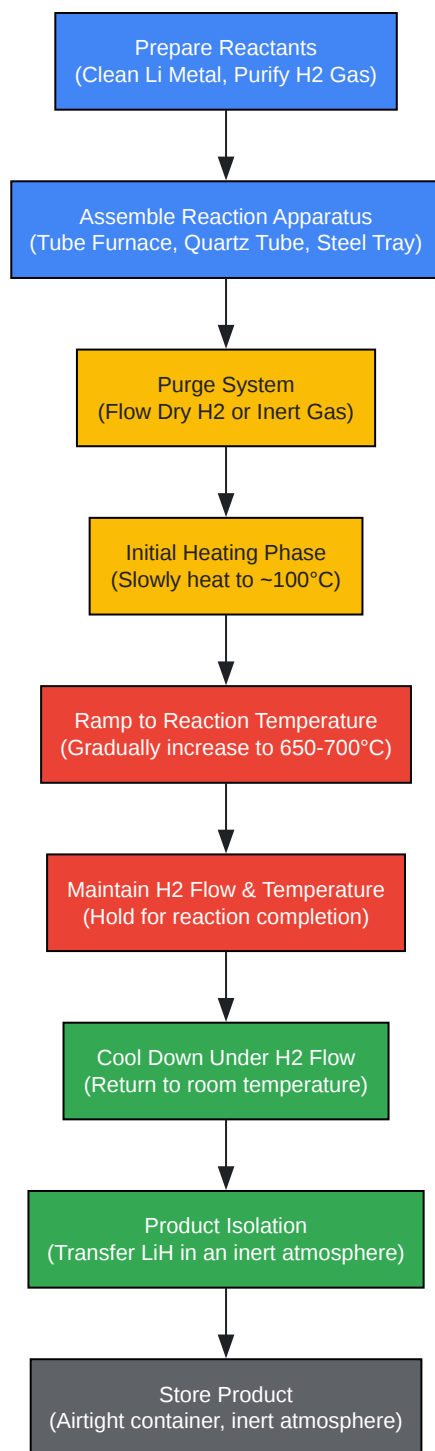 Prepare Reactants
(Clean Li Metal, Purify H2 Gas)
Assemble Reaction Apparatus
(Tube Furnace, Quartz Tube, Steel Tray)
Purge System
(Flow Dry H2 or Inert Gas)
Initial Heating Phase
(Slowly heat to ~100°C)
Ramp to Reaction Temperature
(Gradually increase to 650-700°C)
Maintain H2 Flow & Temperature
(Hold for reaction completion)
Cool Down Under H2 Flow
(Return to room temperature)
Product Isolation
(Transfer LiH in an inert atmosphere)
Store Product
(Airtight container, inert atmosphere)